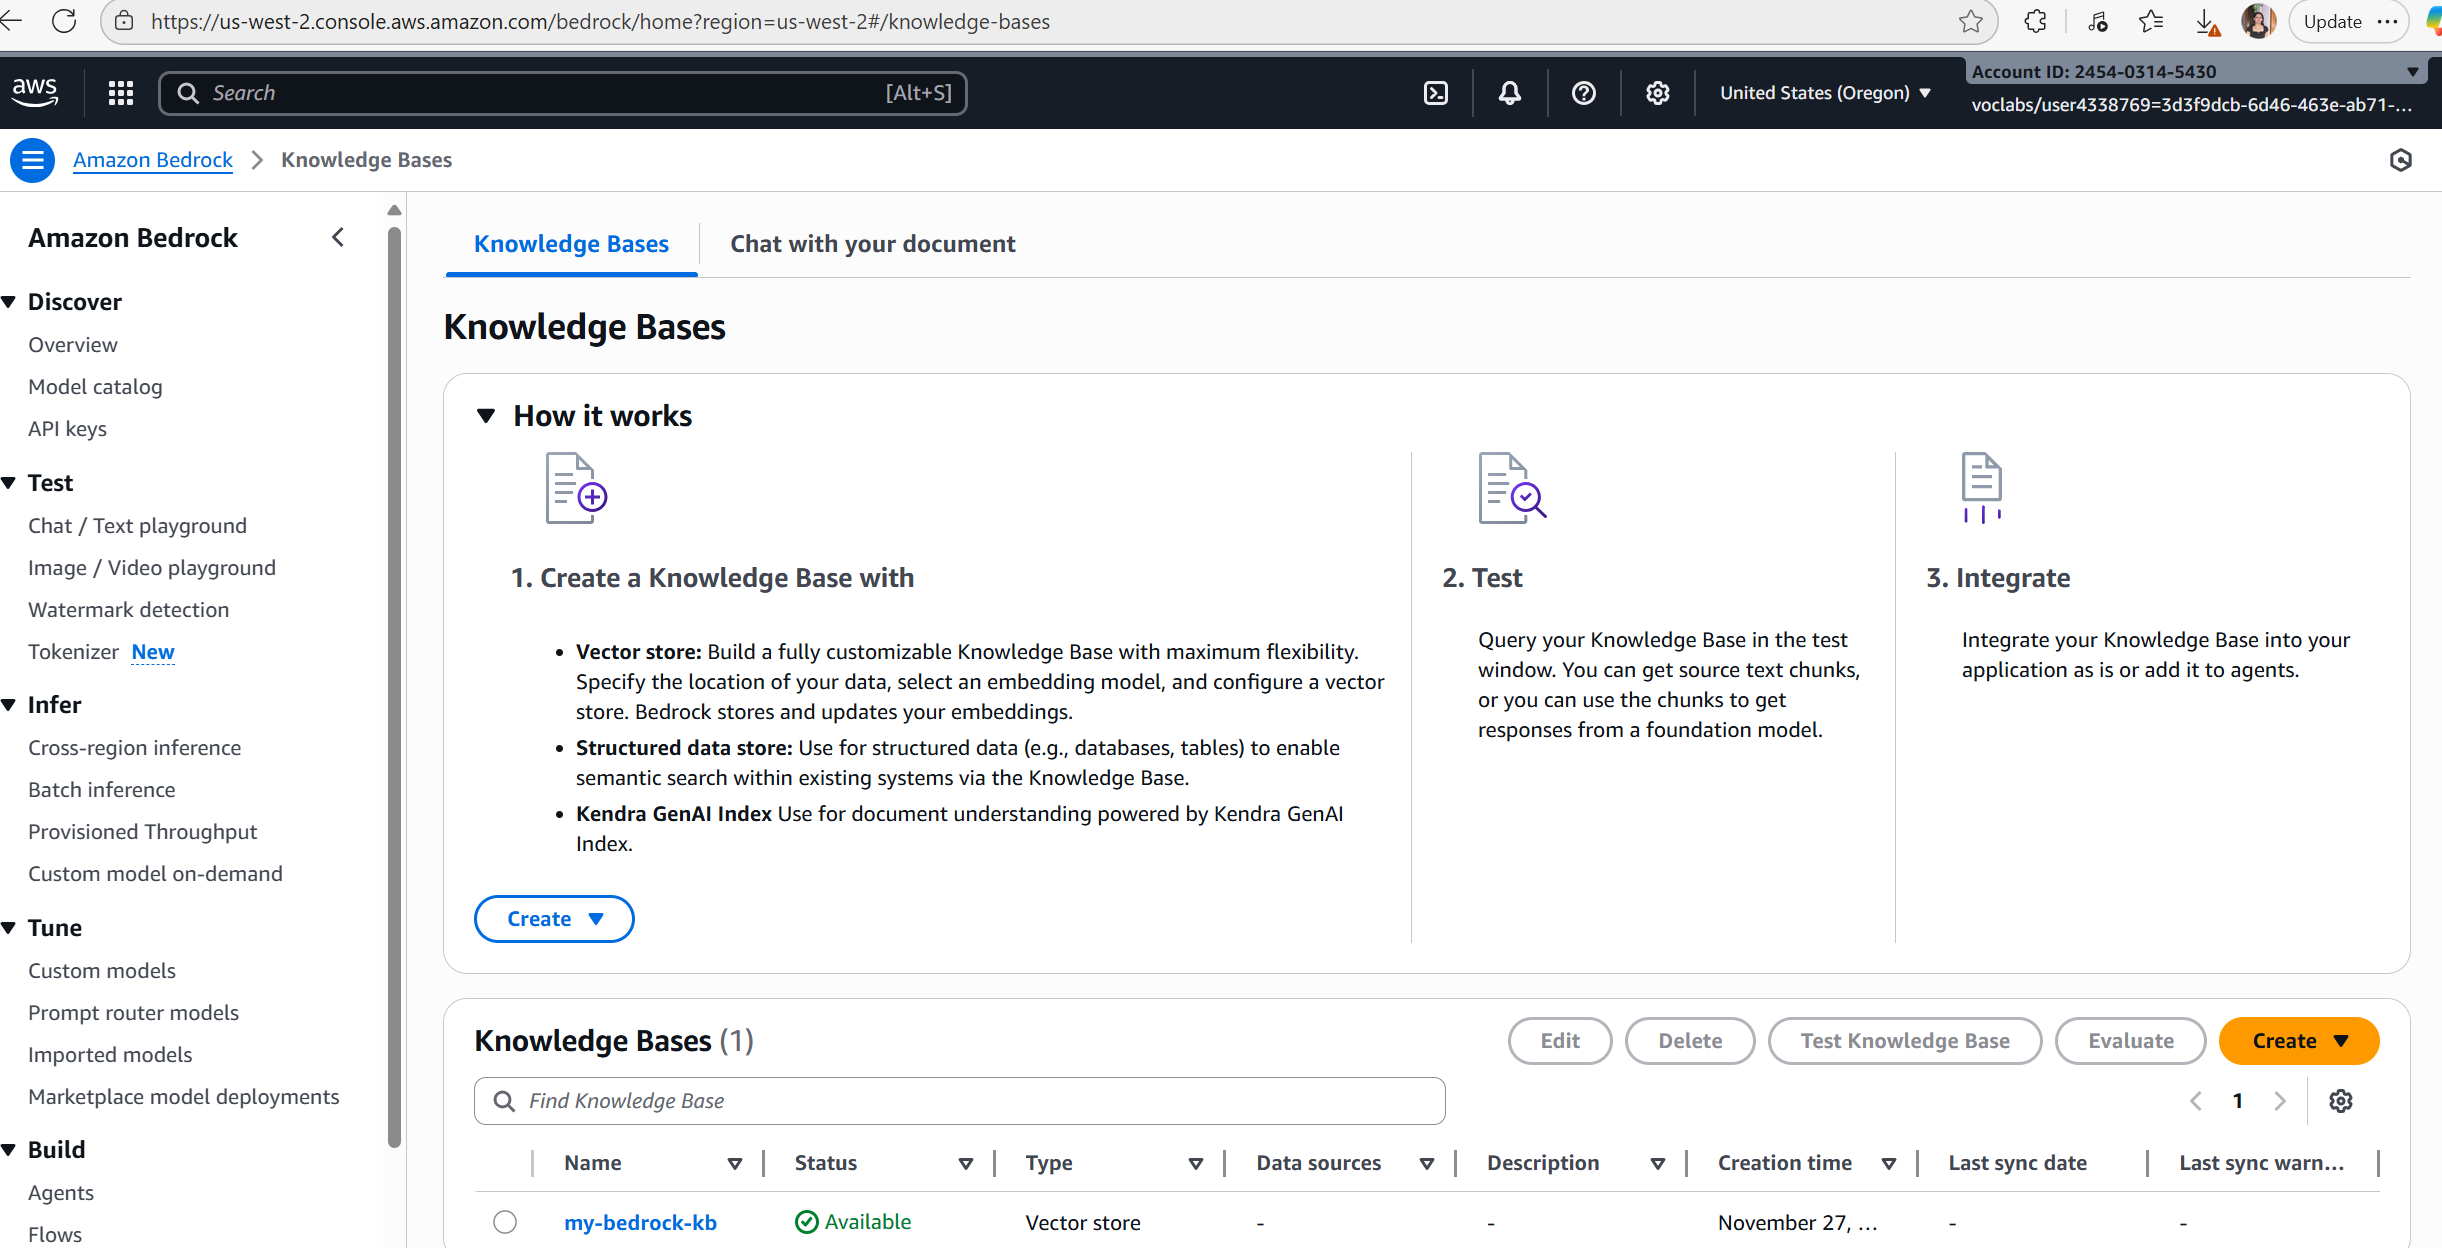 https://us-west-2.console.aws.amazon.com/bedrock/home?region=us-west-2#/knowledge-bases
Update
aws
Search
[Alt+S]
United States (Oregon)
Account ID: 2454-0314-5430
voclabs/user4338769=3d3f9dcb-6d46-463e-ab71-...
Amazon Bedrock
Knowledge Bases
Amazon Bedrock
Discover
Overview
Model catalog
API keys
Test
Chat / Text playground
Image / Video playground
Watermark detection
Tokenizer New
Infer
Cross-region inference
Batch inference
Provisioned Throughput
Custom model on-demand
Tune
Custom models
Prompt router models
Imported models
Marketplace model deployments
Build
Agents
Flows
Knowledge Bases
Chat with your document
Knowledge Bases
How it works
1. Create a Knowledge Base with
Vector store: Build a fully customizable Knowledge Base with maximum flexibility.
Specify the location of your data, select an embedding model, and configure a vector
store. Bedrock stores and updates your embeddings.
Structured data store: Use for structured data (e.g., databases, tables) to enable
semantic search within existing systems via the Knowledge Base.
Kendra GenAI Index Use for document understanding powered by Kendra GenAI
Index.
Create
2. Test
Query your Knowledge Base in the test
window. You can get source text chunks,
or you can use the chunks to get
responses from a foundation model.
3. Integrate
Integrate your Knowledge Base into your
application as is or add it to agents.
Knowledge Bases (1)
Edit
Delete
Test Knowledge Base
Evaluate
Create
Find Knowledge Base
1
Name
Status
Type
Data sources
Description
Creation time
Last sync date
Last sync warn...
my-bedrock-kb
Available
Vector store
-
-
November 27, ...
-
-